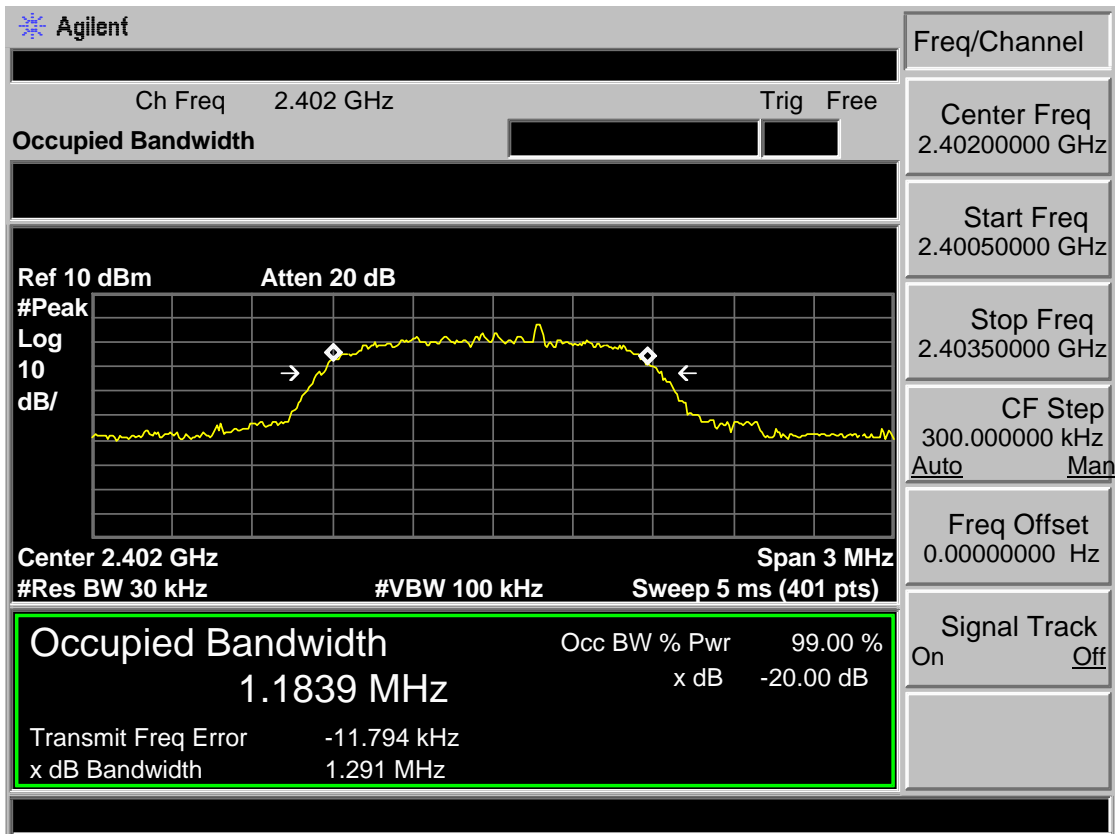 Agilent
Freq/Channel
Ch Freq 2.402 GHz Trig Free
Occupied Bandwidth
Center Freq
2.40200000 GHz
Start Freq
2.40050000 GHz
Stop Freq
2.40350000 GHz
CF Step
300.000000 kHz
Auto Man
Freq Offset
0.00000000 Hz
Signal Track
On Off
Ref 10 dBm Atten 20 dB
#Peak
Log
10
dB/
Center 2.402 GHz Span 3 MHz
#Res BW 30 kHz #VBW 100 kHz Sweep 5 ms (401 pts)
Occupied Bandwidth Occ BW % Pwr 99.00 %
1.1839 MHz x dB -20.00 dB
Transmit Freq Error -11.794 kHz
x dB Bandwidth 1.291 MHz